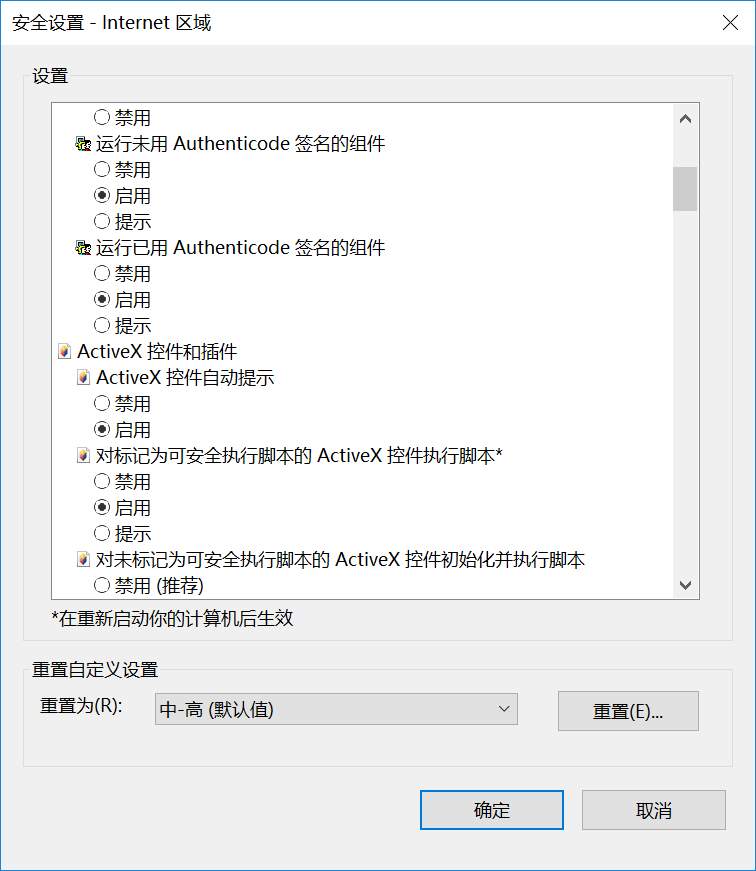 安全设置 - Internet 区域
设置
禁用
运行未用 Authenticode 签名的组件
禁用
启用
提示
运行已用 Authenticode 签名的组件
禁用
启用
提示
ActiveX 控件和插件
ActiveX 控件自动提示
禁用
启用
对标记为可安全执行脚本的 ActiveX 控件执行脚本*
禁用
启用
提示
对未标记为可安全执行脚本的 ActiveX 控件初始化并执行脚本
禁用 (推荐)
*在重新启动你的计算机后生效
重置自定义设置
重置为(R): 中-高 (默认值) 重置(E)...
确定 取消